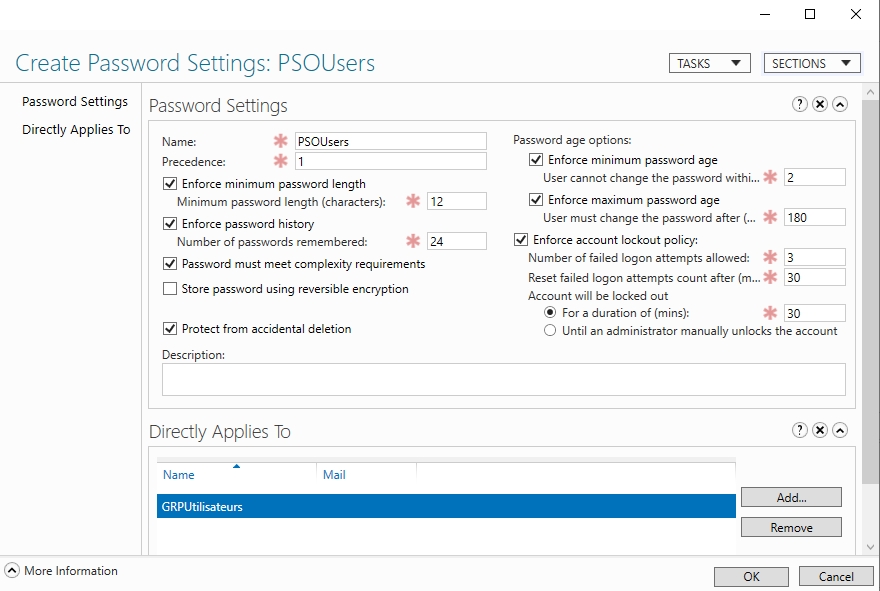 Create Password Settings: PSOUsers
TASKS
SECTIONS
Password Settings
Directly Applies To
Password Settings
Name:
PSOUsers
Precedence:
1
Enforce minimum password length
Minimum password length (characters):
12
Enforce password history
Number of passwords remembered:
24
Password must meet complexity requirements
Store password using reversible encryption
Protect from accidental deletion
Password age options:
Enforce minimum password age
User cannot change the password withi...
2
Enforce maximum password age
User must change the password after (...
180
Enforce account lockout policy:
Number of failed logon attempts allowed:
3
Reset failed logon attempts count after (m...
30
Account will be locked out
For a duration of (mins):
30
Until an administrator manually unlocks the account
Description:
Directly Applies To
Name
Mail
GRPUtilisateurs
Add...
Remove
More Information
OK
Cancel